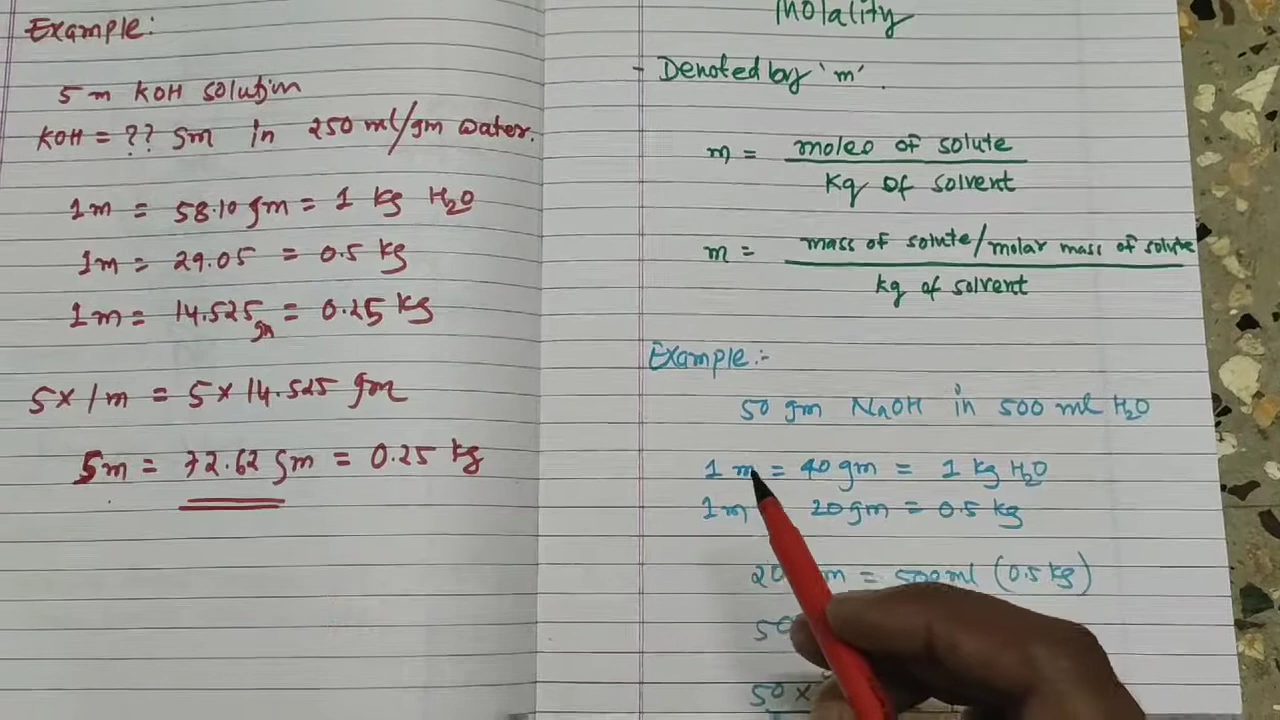 Example:
5 m KOH solution
KOH = ?? gm in 250 ml/gm water.
1m = 58.10 gm = 1 kg H2O
1m = 29.05 = 0.5 kg
1m = 14.525 gm = 0.25 kg
5 x 1m = 5 x 14.525 gm
5m = 72.62 gm = 0.25 kg
Molality
- Denoted by 'm'.
m = moles of solute
kg of solvent
m = mass of solute/molar mass of solute
kg of solvent
Example :-
50 gm NaOH in 500 ml H2O
1 m = 40 gm = 1 kg H2O
1m 20 gm = 0.5 kg
20 m = 500 ml (0.5 kg)
50
50 x